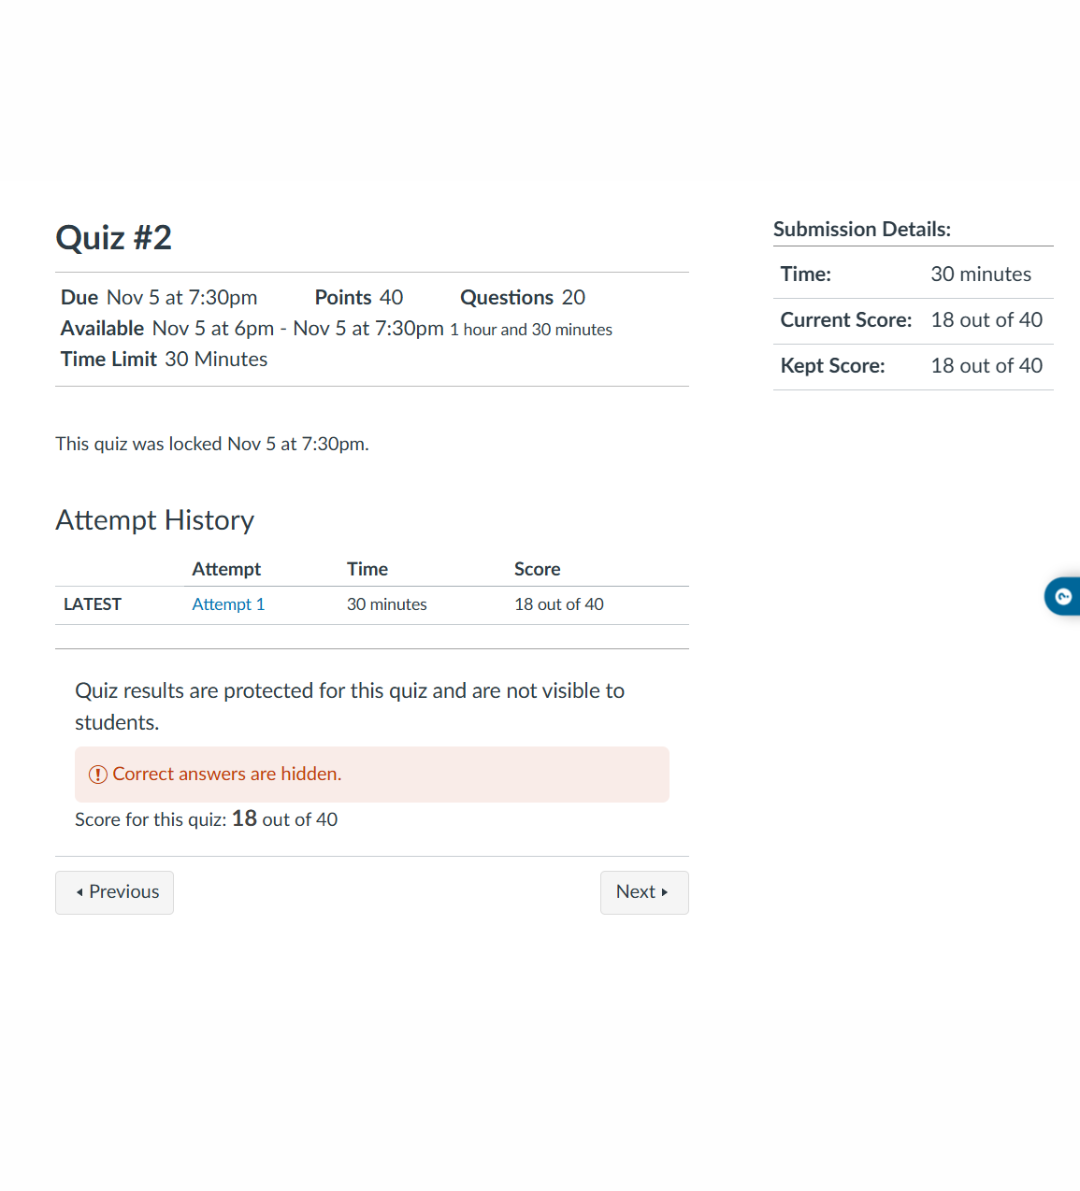 Quiz #2
Due Nov 5 at 7:30pm Points 40 Questions 20
Available Nov 5 at 6pm - Nov 5 at 7:30pm 1 hour and 30 minutes
Time Limit 30 Minutes
This quiz was locked Nov 5 at 7:30pm.
Attempt History
Attempt Time Score
LATEST Attempt 1 30 minutes 18 out of 40
Quiz results are protected for this quiz and are not visible to
students.
Correct answers are hidden.
Score for this quiz: 18 out of 40
Previous
Next
Submission Details:
Time: 30 minutes
Current Score: 18 out of 40
Kept Score: 18 out of 40